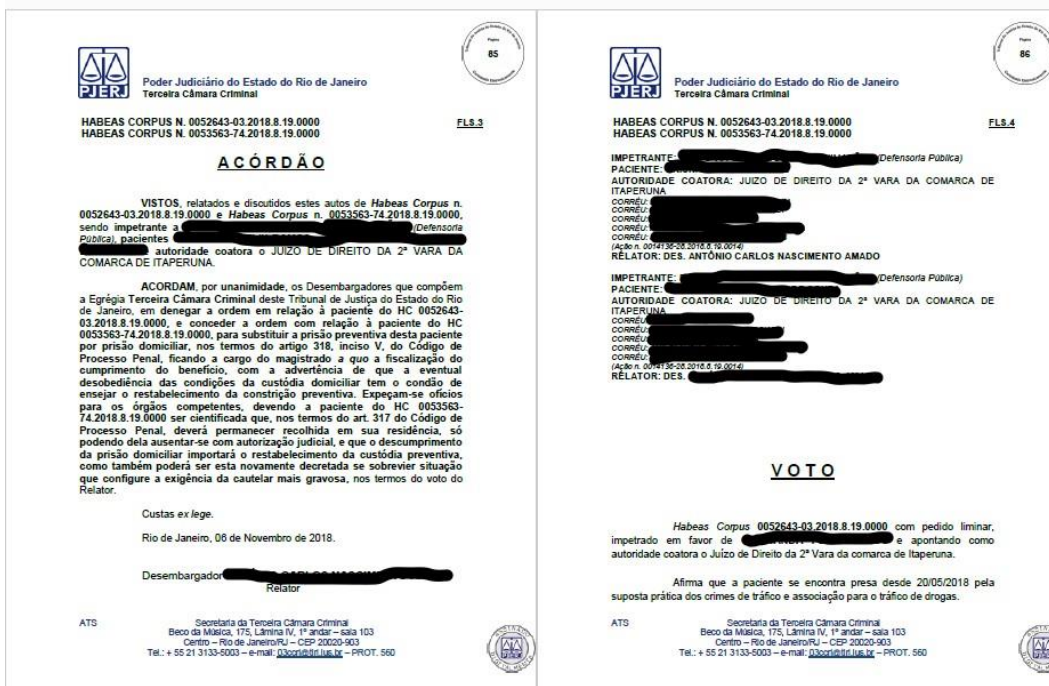 Pagina
85
PJERJ
Poder Judiciário do Estado do Rio de Janeiro
Terceira Câmara Criminal
HABEAS CORPUS N. 0052643-03.2018.8.19.0000
HABEAS CORPUS N. 0053563-74.2018.8.19.0000
FLS.3
ACÓRDÃO
VISTOS, relatados e discutidos estes autos de Habeas Corpus n.
0052643-03.2018.8.19.0000 e Habeas Corpus n. 0053563-74.2018.8.19.0000,
sendo impetrante a (Defensoria
Pública), pacientes
autoridade coatora o JUIZO DE DIREITO DA 2ª VARA DA
COMARCA DE ITAPERUNA.
ACORDAM, por unanimidade, os Desembargadores que compõem
a Egrégia Terceira Câmara Criminal deste Tribunal de Justiça do Estado do Rio
de Janeiro, em denegar a ordem em relação à paciente do HC 0052643-
03.2018.8.19.0000, e conceder a ordem com relação à paciente do HC
0053563-74.2018.8.19.0000, para substituir a prisão preventiva desta paciente
por prisão domiciliar, nos termos do artigo 318, inciso V, do Código de
Processo Penal, ficando a cargo do magistrado a quo a fiscalização do
cumprimento do benefício, com a advertência de que a eventual
desobediência das condições da custódia domiciliar tem o condão de
ensejar o restabelecimento da constrição preventiva. Expeçam-se ofícios
para os órgãos competentes, devendo a paciente do HC 0053563-
74.2018.8.19.0000 ser cientificada que, nos termos do art. 317 do Código de
Processo Penal, deverá permanecer recolhida em sua residência, só
podendo dela ausentar-se com autorização judicial, e que o descumprimento
da prisão domiciliar importará o restabelecimento da custódia preventiva,
como também poderá ser esta novamente decretada se sobrevier situação
que configure a exigência da cautelar mais gravosa, nos termos do voto do
Relator.
Custas ex lege.
Rio de Janeiro, 06 de Novembro de 2018.
Desembargador
Relator
ATS
Secretaria da Terceira Câmara Criminal
Beco da Música, 175, Lâmina IV, 1º andar – sala 103
Centro – Rio de Janeiro/RJ – CEP 20020-903
Tel.: + 55 21 3133-5003 – e-mail: 03ccri@tjrj.jus.br – PROT. 560
Pagina
86
PJERJ
Poder Judiciário do Estado do Rio de Janeiro
Terceira Câmara Criminal
HABEAS CORPUS N. 0052643-03.2018.8.19.0000
HABEAS CORPUS N. 0053563-74.2018.8.19.0000
FLS.4
IMPETRANTE: (Defensoria Pública)
PACIENTE:
AUTORIDADE COATORA: JUIZO DE DIREITO DA 2ª VARA DA COMARCA DE
ITAPERUNA
CORRÉU:
CORRÉU:
CORRÉU:
CORRÉU:
CORRÉU:
(Ação n. 0014136-28.2018.8.19.0014)
RELATOR: DES. ANTÔNIO CARLOS NASCIMENTO AMADO
IMPETRANTE: (Defensoria Pública)
PACIENTE:
AUTORIDADE COATORA: JUIZO DE DIREITO DA 2ª VARA DA COMARCA DE
ITAPERUNA
CORRÉU:
CORRÉU:
CORRÉU:
CORRÉU:
CORRÉU:
(Ação n. 0014136-28.2018.8.19.0014)
RELATOR: DES.
VOTO
Habeas Corpus 0052643-03.2018.8.19.0000 com pedido liminar,
impetrado em favor de e apontando como
autoridade coatora o Juízo de Direito da 2ª Vara da comarca de Itaperuna.
Afirma que a paciente se encontra presa desde 20/05/2018 pela
suposta prática dos crimes de tráfico e associação para o tráfico de drogas.
ATS
Secretaria da Terceira Câmara Criminal
Beco da Música, 175, Lâmina IV, 1º andar – sala 103
Centro – Rio de Janeiro/RJ – CEP 20020-903
Tel.: + 55 21 3133-5003 – e-mail: 03ccri@tjrj.jus.br – PROT. 560